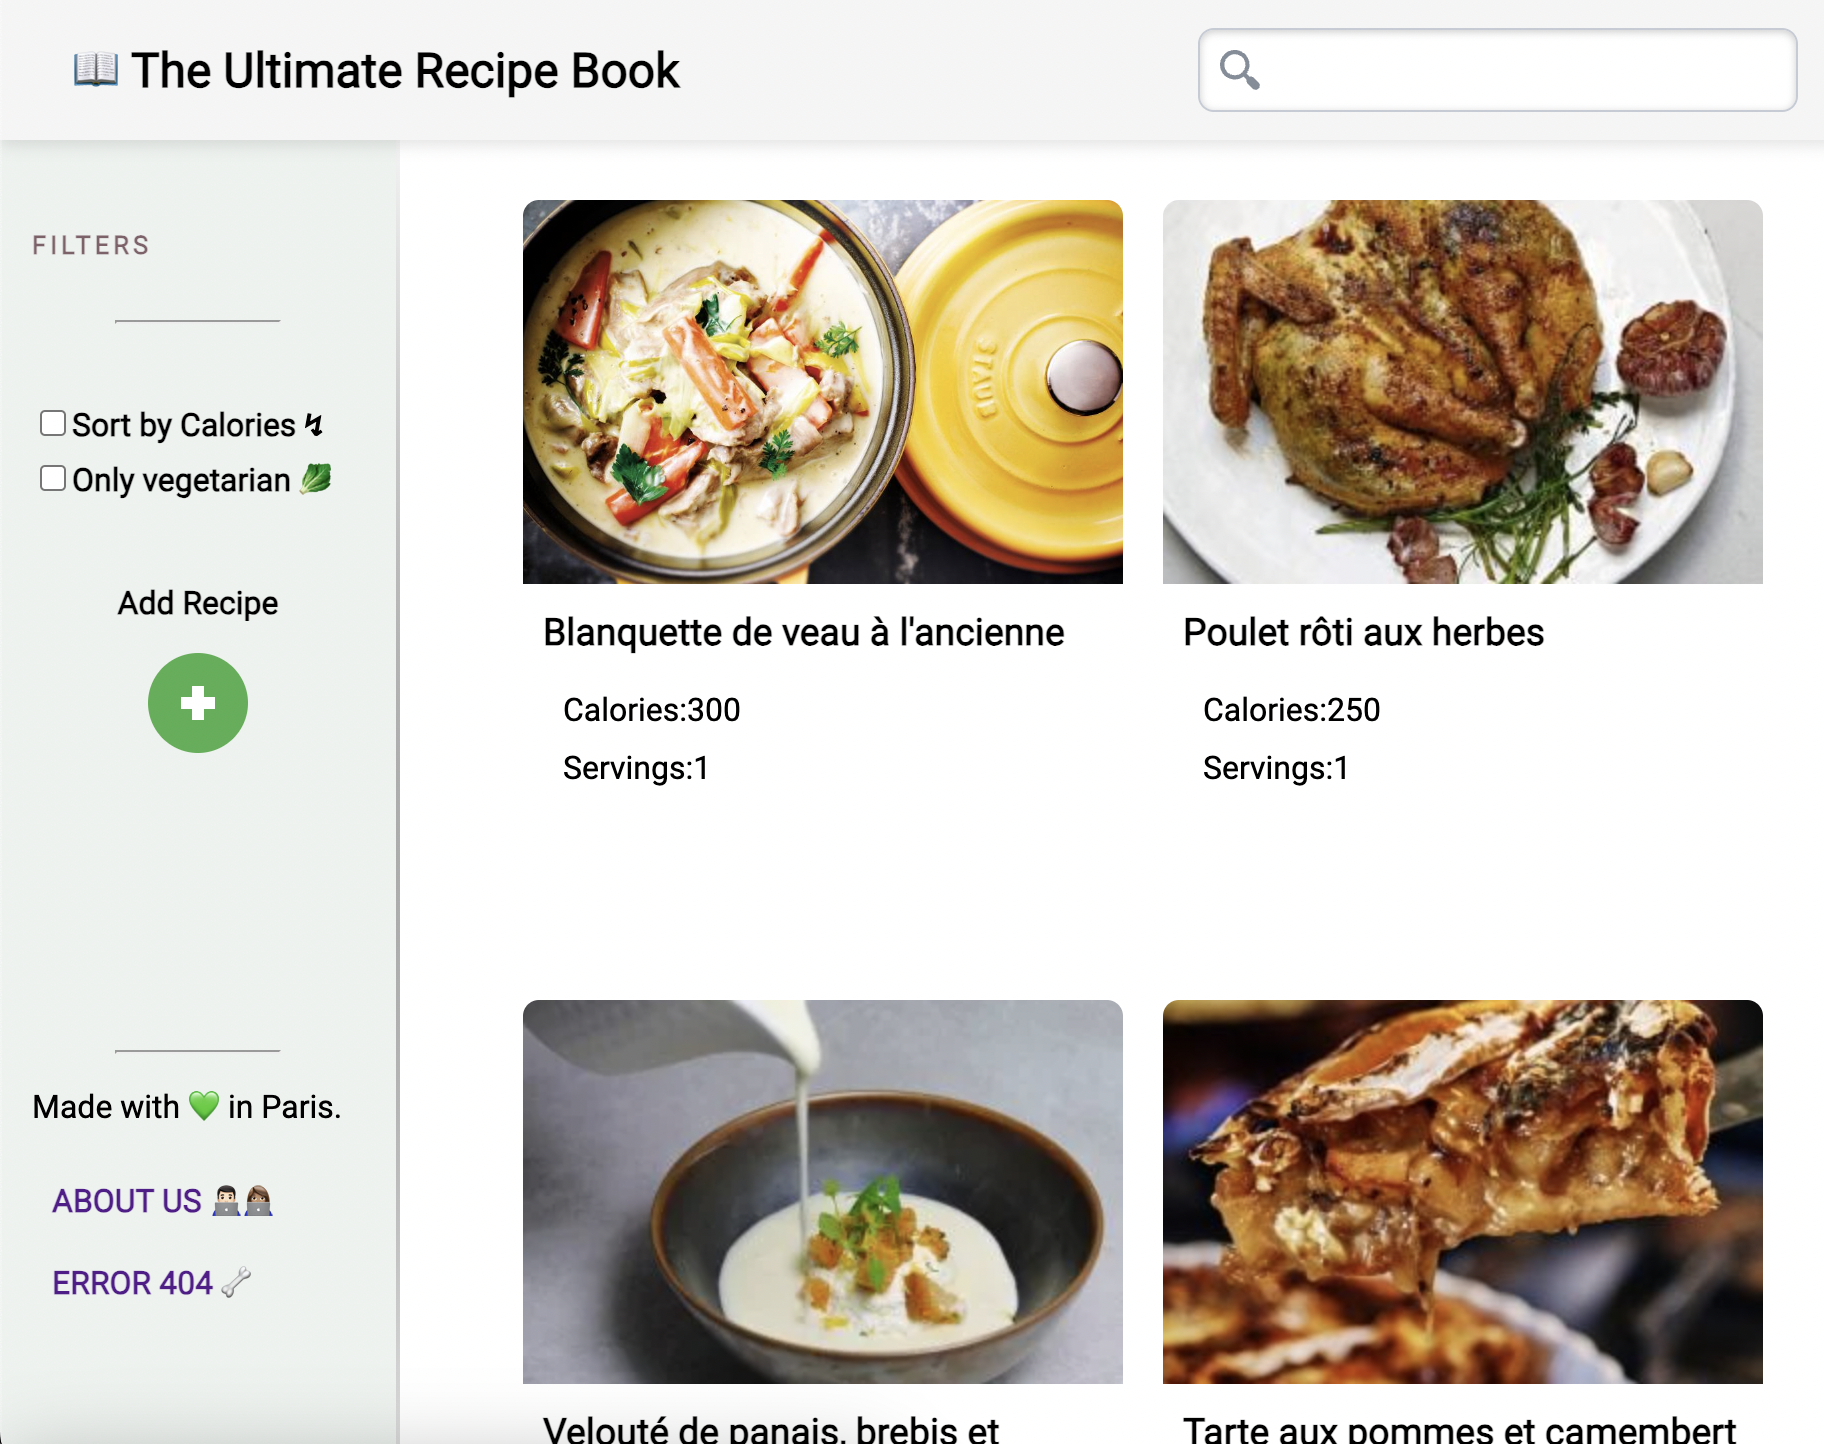 The Ultimate Recipe Book
FILTERS
Sort by Calories ↯
Only vegetarian 🥬
Add Recipe
Made with 💚 in Paris.
ABOUT US 👨🏻‍💻👩🏽‍💻
ERROR 404 🦴
STAUB
Blanquette de veau à l'ancienne
Calories:300
Servings:1
Poulet rôti aux herbes
Calories:250
Servings:1
Velouté de panais, brebis et
Tarte aux pommes et camembert